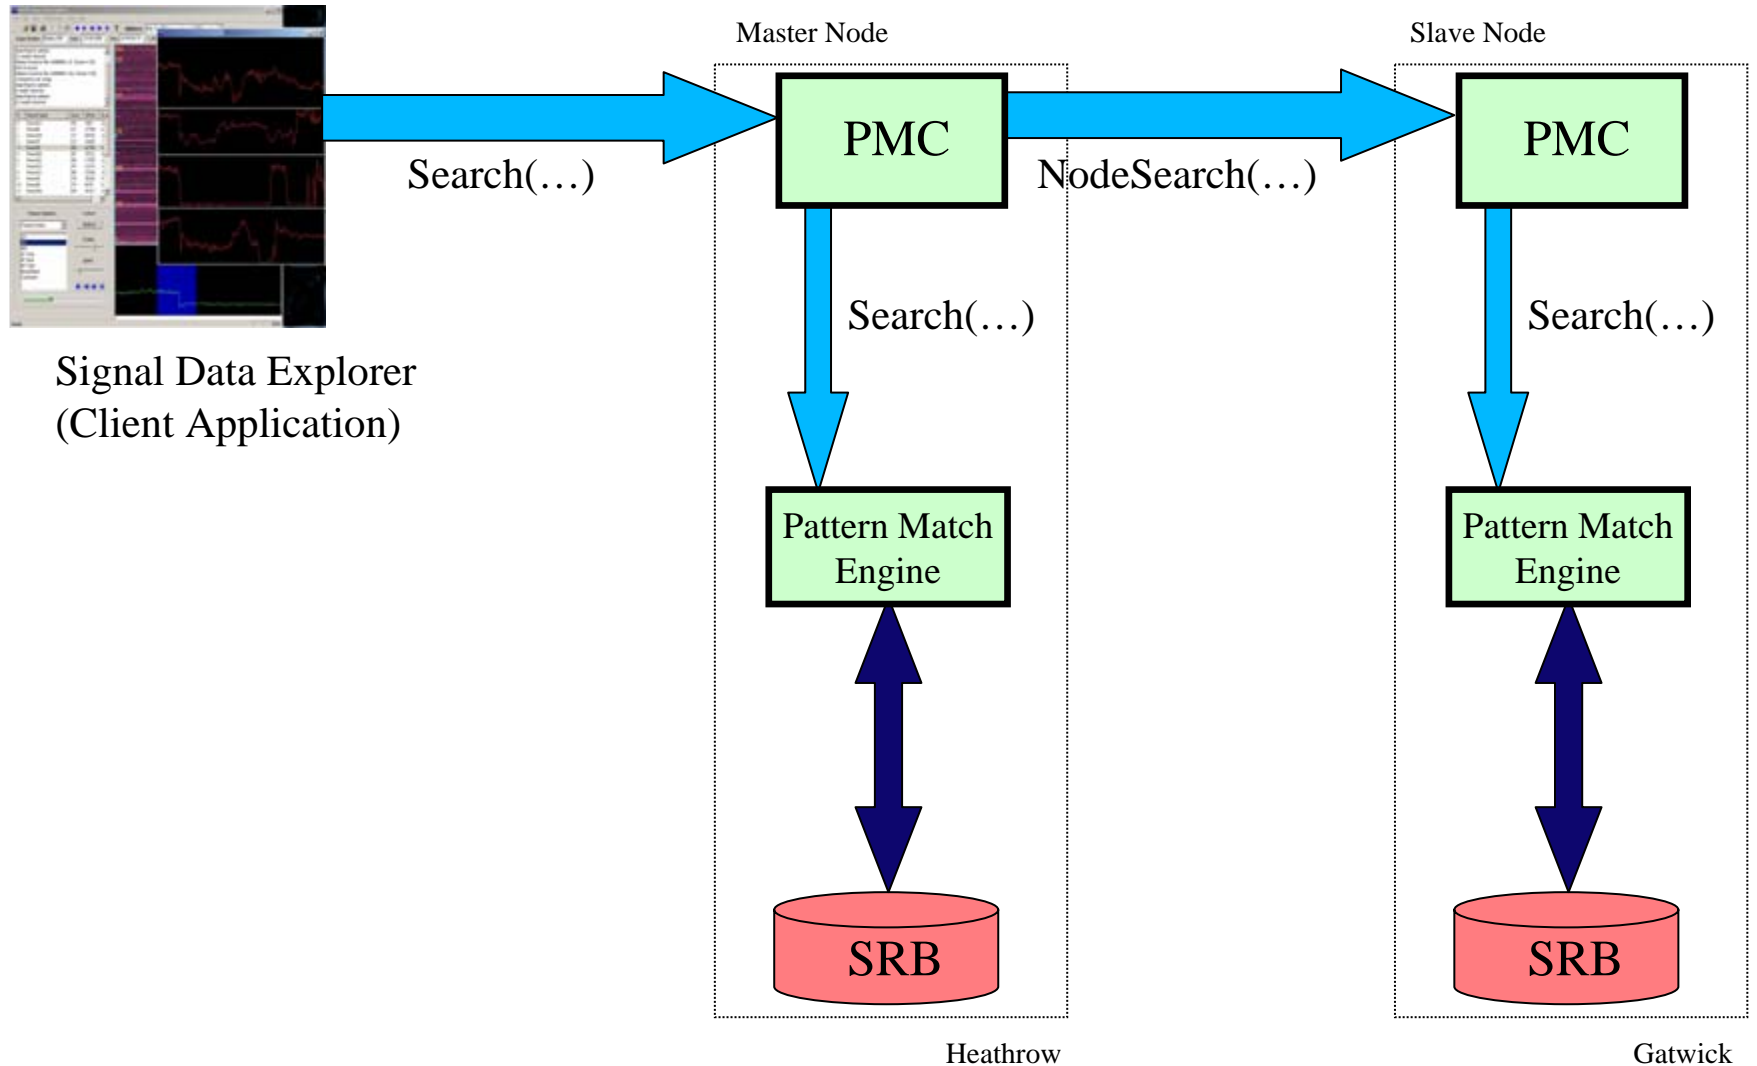 Master Node
Slave Node
PMC
PMC
Search(…)
NodeSearch(…)
Search(…)
Search(…)
Signal Data Explorer
(Client Application)
Pattern Match
Engine
Pattern Match
Engine
SRB
SRB
Heathrow
Gatwick